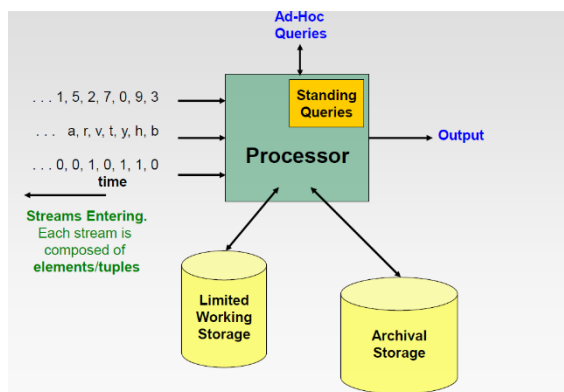 Ad-Hoc
Queries
. . . 1, 5, 2, 7, 0, 9, 3
Standing
Queries
. . . a, r, v, t, y, h, b
Output
Processor
. . . 0, 0, 1, 0, 1, 1, 0
time
Streams Entering.
Each stream is
composed of
elements/tuples
Limited
Working
Storage
Archival
Storage